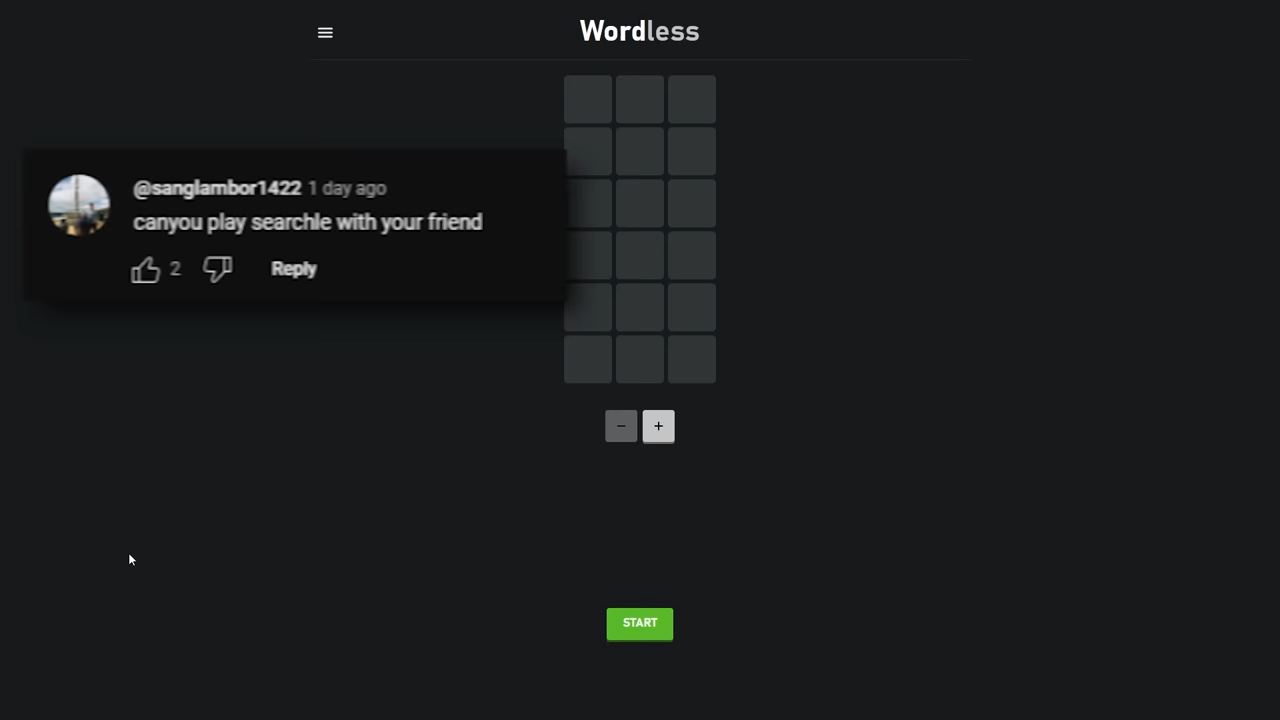 Wordless
@sanglambor1422 1 day ago
canyou play searchle with your friend
2 Reply
− +
START